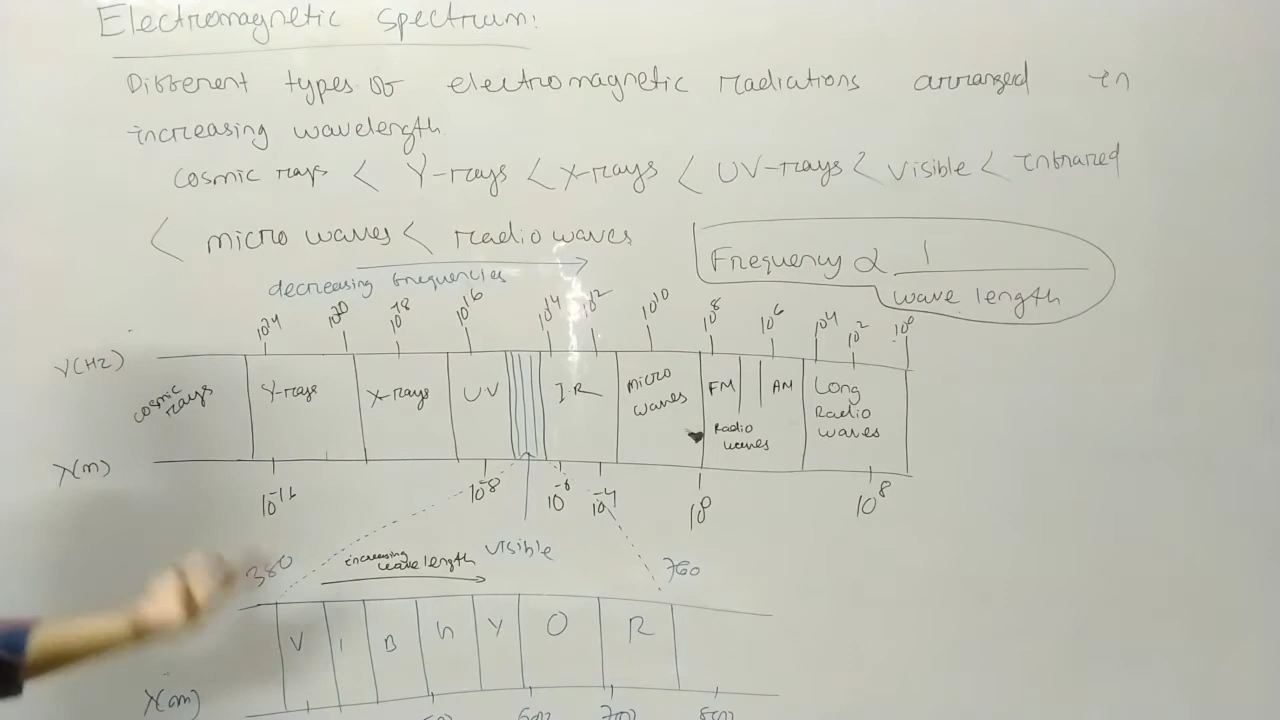 Electromagnetic Spectrum:
Different types of electromagnetic radiations arranged in
increasing wavelength.
Cosmic rays < γ-rays < X-rays < UV-rays < visible < Infrared
< micro waves < radio waves
Frequency ∝ 1 / wave length
decreasing frequencies
10²⁴ 10²⁰ 10¹⁸ 10¹⁶ 10¹⁴ 10¹² 10¹⁰ 10⁸ 10⁶ 10⁴ 10² 10⁰
ν(Hz)
cosmic rays γ-rays X-rays U.V I.R micro waves FM AM Long Radio waves
Radio waves
λ(m)
10⁻¹⁶ 10⁻⁸ 10⁻⁶ 10⁻⁴ 10⁰ 10⁸
380 increasing wave length visible 760
V I B G Y O R
600 700 800